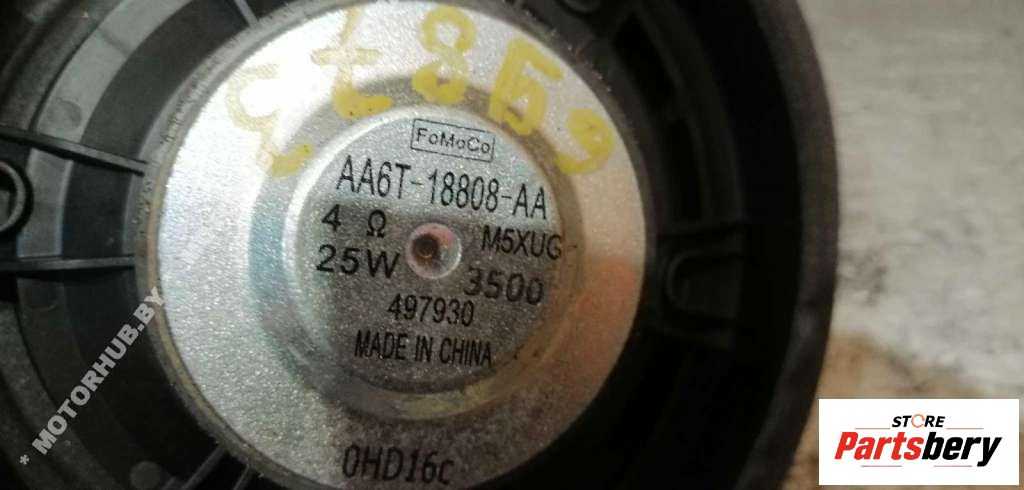 FoMoCo
AA6T-18808-AA
4 Ω M5XUG
25W 3500
497930
MADE IN CHINA
0HD16c
* MOTORHUB.BY
STORE
Partsbery